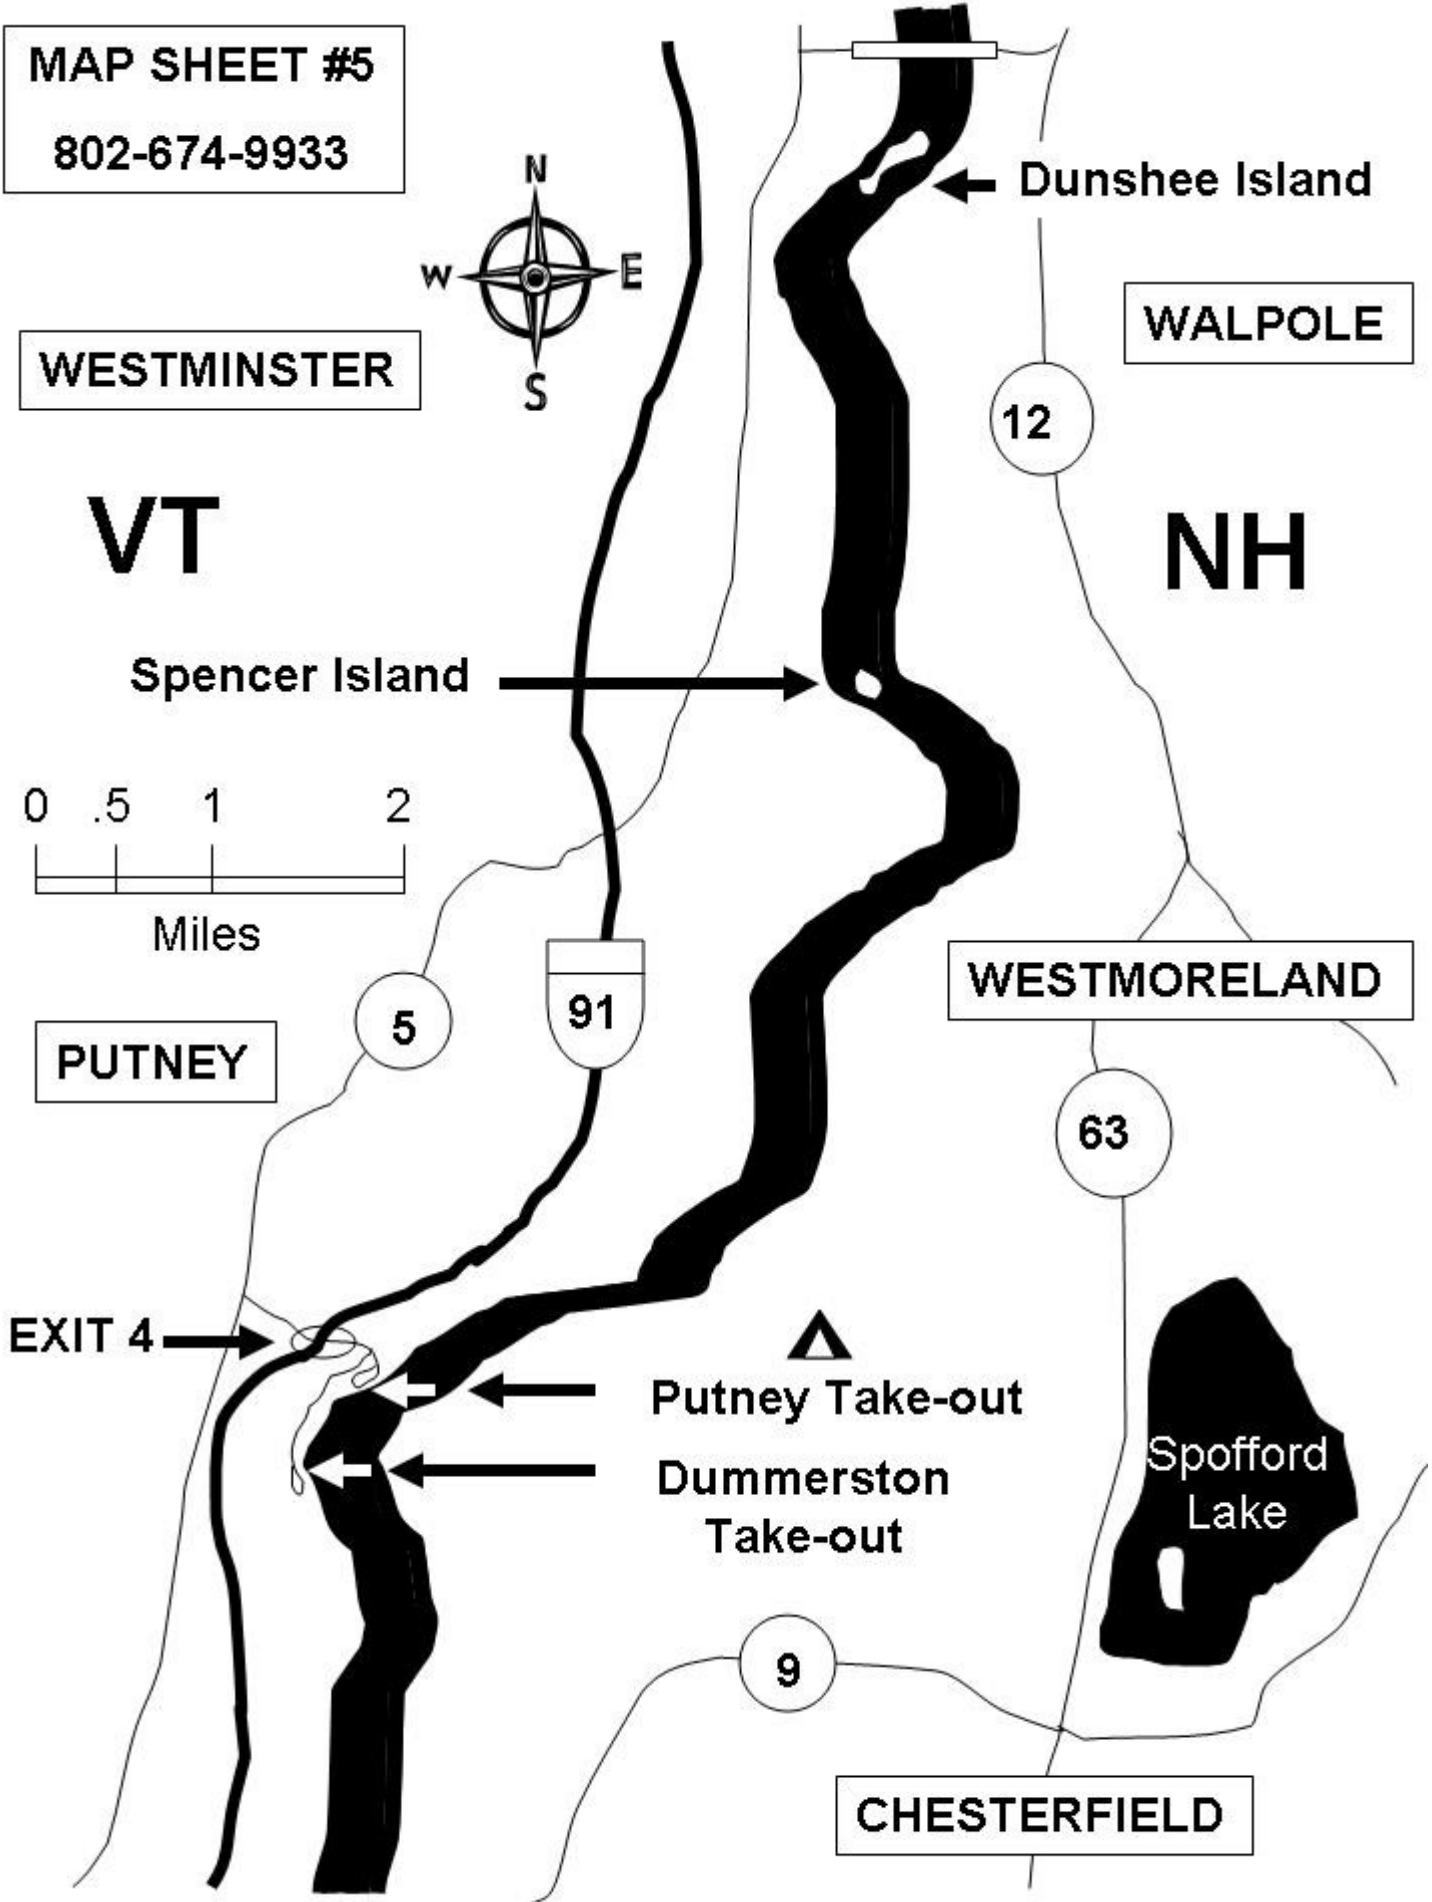 MAP SHEET #5
802-674-9933
N
W
E
S
Dunshee Island
WALPOLE
WESTMINSTER
12
VT
NH
Spencer Island
0 .5 1 2
Miles
WESTMORELAND
91
5
PUTNEY
63
EXIT 4
Putney Take-out
Spofford
Lake
Dummerston
Take-out
9
CHESTERFIELD